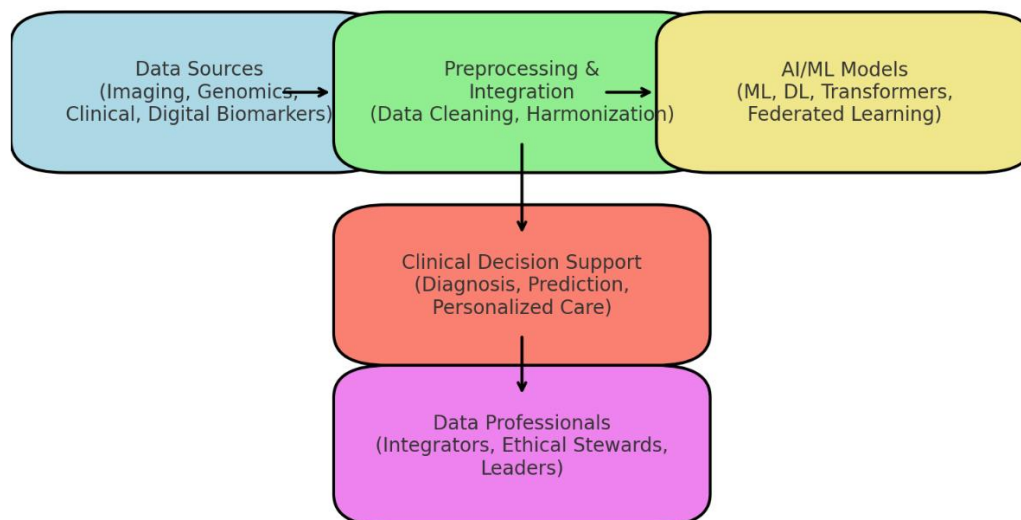 Data Sources
(Imaging, Genomics,
Clinical, Digital Biomarkers)
Preprocessing &
Integration
(Data Cleaning, Harmonization)
AI/ML Models
(ML, DL, Transformers,
Federated Learning)
Clinical Decision Support
(Diagnosis, Prediction,
Personalized Care)
Data Professionals
(Integrators, Ethical Stewards,
Leaders)